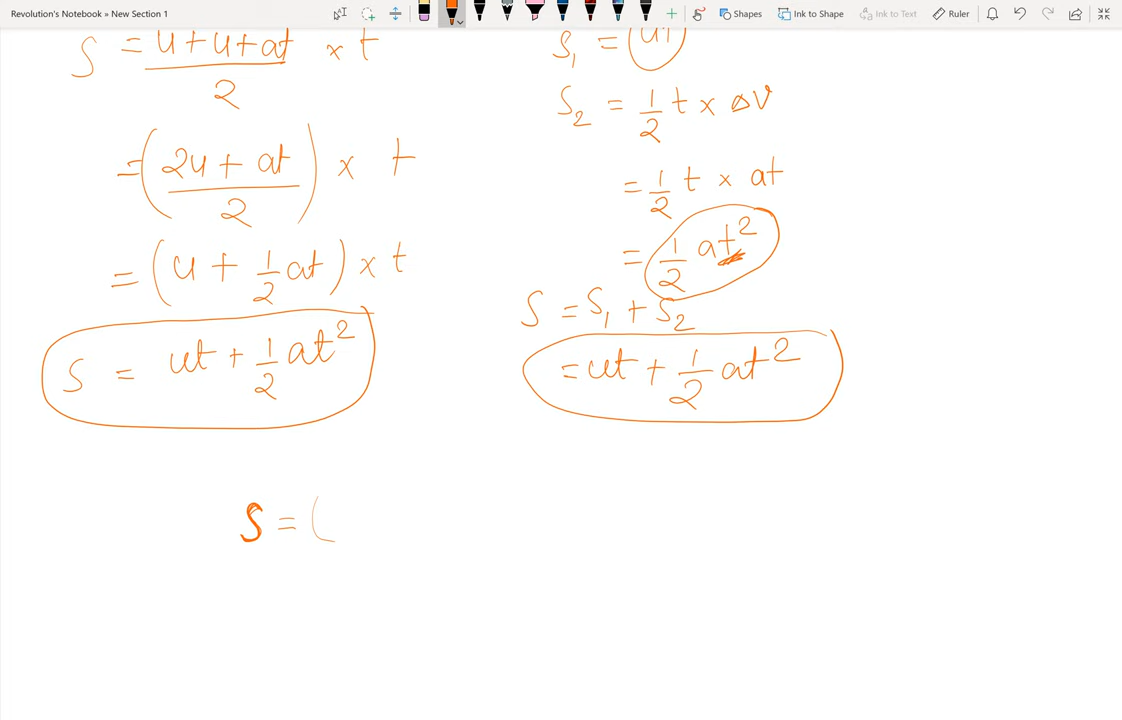 Revolution's Notebook » New Section 1
Shapes
Ink to Shape
Ink to Text
Ruler
S = u+u+at/2 x t
= (2u + at/2) x t
= (u + 1/2 at) x t
S = ut + 1/2 at²
S₁ = (ut)
S₂ = 1/2 t x ΔV
= 1/2 t x at
= 1/2 at²
S = S₁ + S₂
= ut + 1/2 at²
S = (